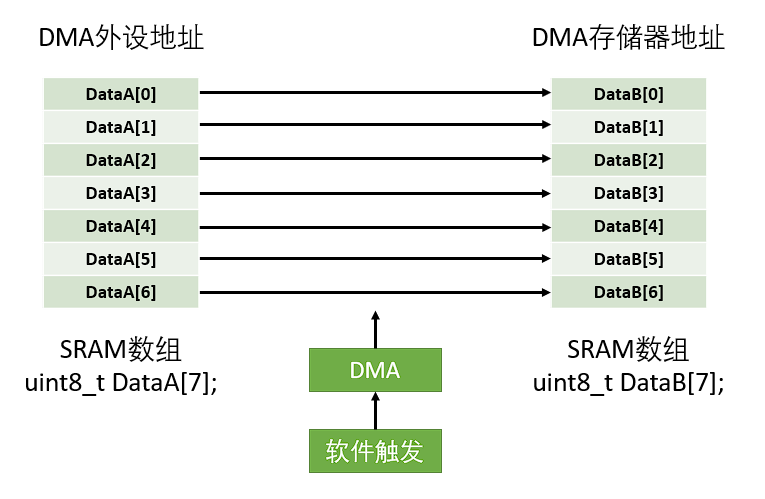 DMA外设地址
DMA存储器地址
DataA[0]
DataB[0]
DataA[1]
DataB[1]
DataA[2]
DataB[2]
DataA[3]
DataB[3]
DataA[4]
DataB[4]
DataA[5]
DataB[5]
DataA[6]
DataB[6]
SRAM数组
uint8_t DataA[7];
SRAM数组
uint8_t DataB[7];
DMA
软件触发